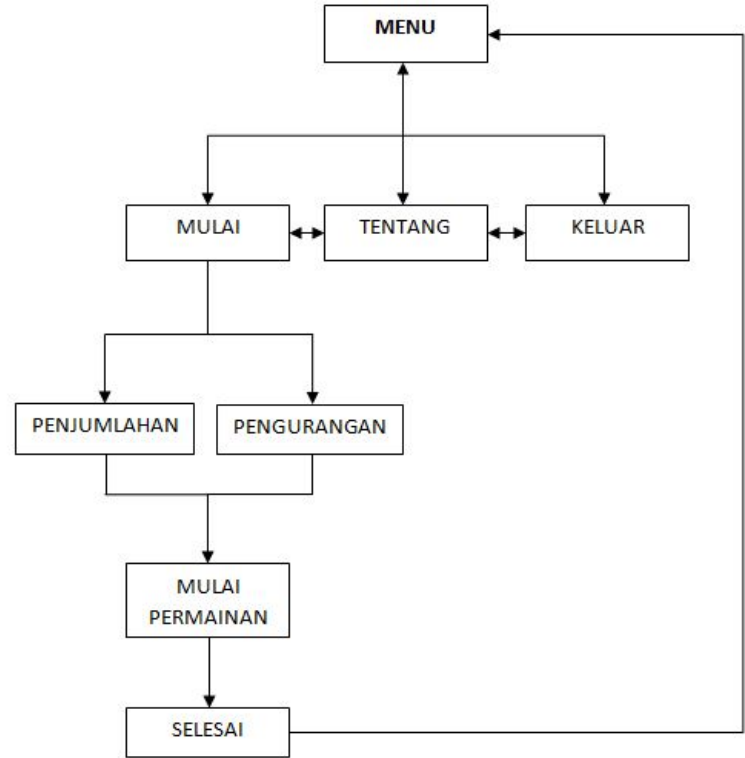 MENU
MULAI
TENTANG
KELUAR
PENJUMLAHAN
PENGURANGAN
MULAI
PERMAINAN
SELESAI